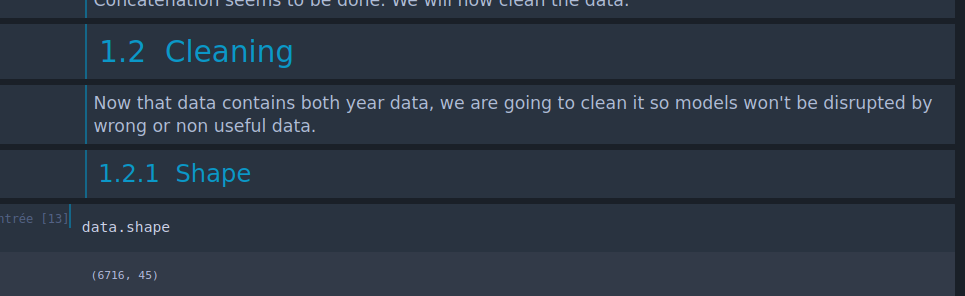 Concatenation seems to be done. We will now clean the data.
1.2 Cleaning
Now that data contains both year data, we are going to clean it so models won't be disrupted by
wrong or non useful data.
1.2.1 Shape
ntrée [13]
data.shape
(6716, 45)